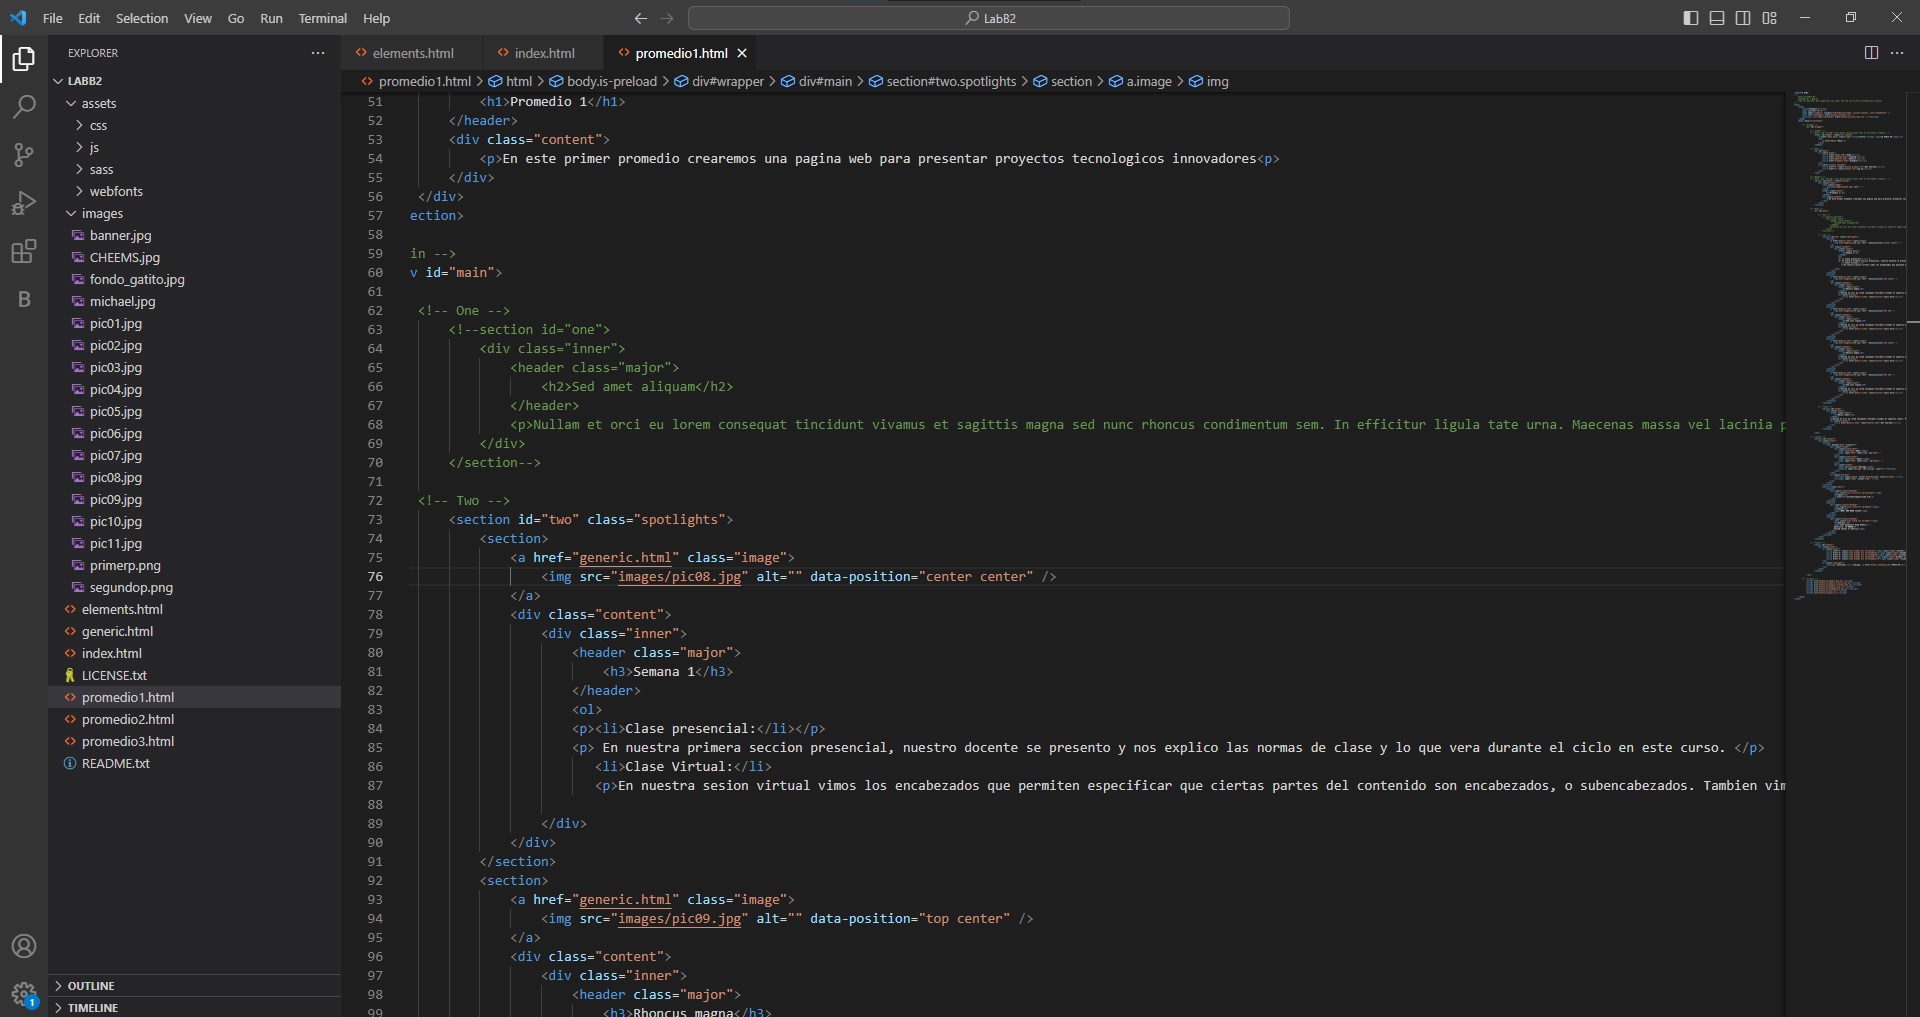 File Edit Selection View Go Run Terminal Help
LabB2
EXPLORER
elements.html
index.html
promedio1.html
promedio1.html > html > body.is-preload > div#wrapper > div#main > section#two.spotlights > section > a.image > img
LABB2
assets
css
js
sass
webfonts
images
banner.jpg
CHEEMS.jpg
fondo_gatito.jpg
michael.jpg
pic01.jpg
pic02.jpg
pic03.jpg
pic04.jpg
pic05.jpg
pic06.jpg
pic07.jpg
pic08.jpg
pic09.jpg
pic10.jpg
pic11.jpg
primerp.png
segundop.png
elements.html
generic.html
index.html
LICENSE.txt
promedio1.html
promedio2.html
promedio3.html
README.txt
OUTLINE
TIMELINE
B
1
51 <h1>Promedio 1</h1>
52 </header>
53 <div class="content">
54 <p>En este primer promedio crearemos una pagina web para presentar proyectos tecnologicos innovadores<p>
55 </div>
56 </div>
57 ection>
58
59 in -->
60 v id="main">
61
62 <!-- One -->
63 <!--section id="one">
64 <div class="inner">
65 <header class="major">
66 <h2>Sed amet aliquam</h2>
67 </header>
68 <p>Nullam et orci eu lorem consequat tincidunt vivamus et sagittis magna sed nunc rhoncus condimentum sem. In efficitur ligula tate urna. Maecenas massa vel lacinia p
69 </div>
70 </section-->
71
72 <!-- Two -->
73 <section id="two" class="spotlights">
74 <section>
75 <a href="generic.html" class="image">
76 <img src="images/pic08.jpg" alt="" data-position="center center" />
77 </a>
78 <div class="content">
79 <div class="inner">
80 <header class="major">
81 <h3>Semana 1</h3>
82 </header>
83 <ol>
84 <p><li>Clase presencial:</li></p>
85 <p> En nuestra primera seccion presencial, nuestro docente se presento y nos explico las normas de clase y lo que vera durante el ciclo en este curso. </p>
86 <li>Clase Virtual:</li>
87 <p>En nuestra sesion virtual vimos los encabezados que permiten especificar que ciertas partes del contenido son encabezados, o subencabezados. Tambien vim
88
89 </div>
90 </div>
91 </section>
92 <section>
93 <a href="generic.html" class="image">
94 <img src="images/pic09.jpg" alt="" data-position="top center" />
95 </a>
96 <div class="content">
97 <div class="inner">
98 <header class="major">
99 <h3>Rhoncus magna</h3>